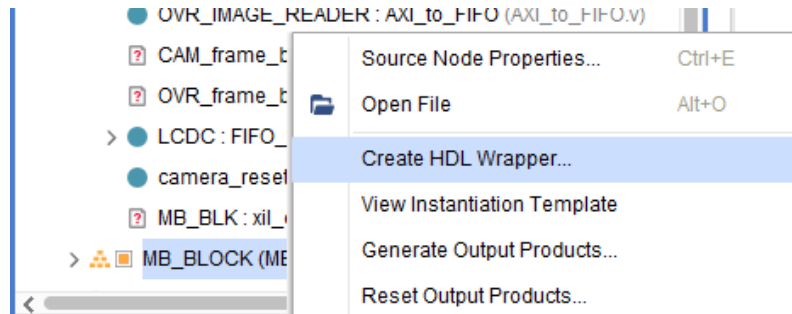 OVR_IMAGE_READER : AXI_to_FIFO (AXI_to_FIFO.v)
CAM_frame_b
Source Node Properties... Ctrl+E
OVR_frame_b
Open File Alt+O
LCDC : FIFO_
Create HDL Wrapper...
camera_reset
View Instantiation Template
MB_BLK : xil_
Generate Output Products...
MB_BLOCK (ME
Reset Output Products...